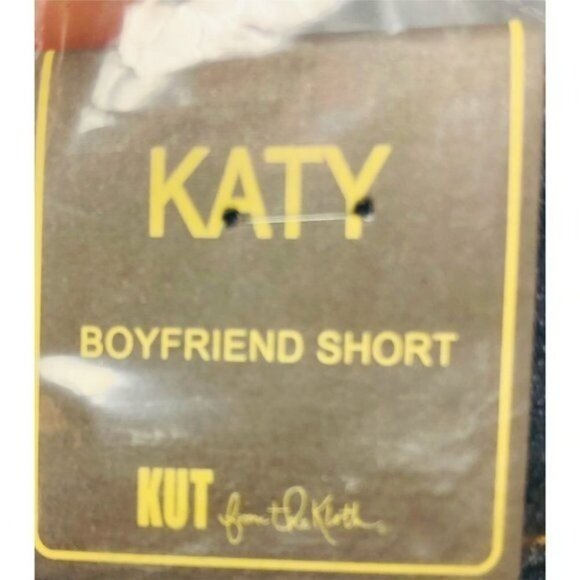 KATY
BOYFRIEND SHORT
KUT from the Kloth